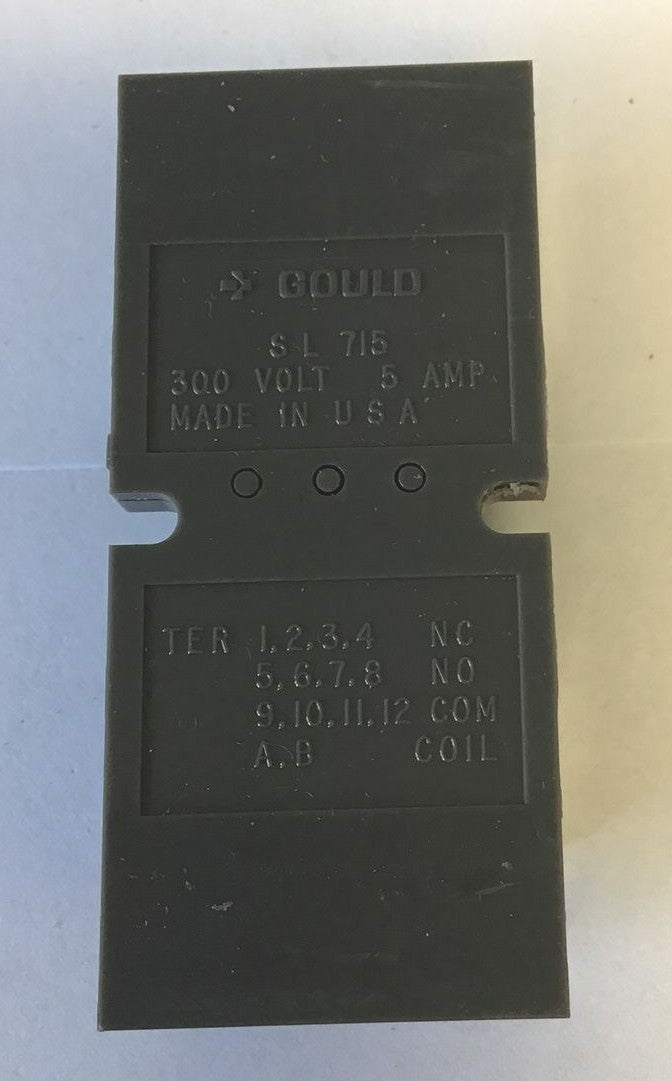 GOULD
S-L 715
300 VOLT 5 AMP
MADE IN U S A
TER 1,2,3,4 NC
5,6,7,8 NO
9,10,11,12 COM
A,B COIL